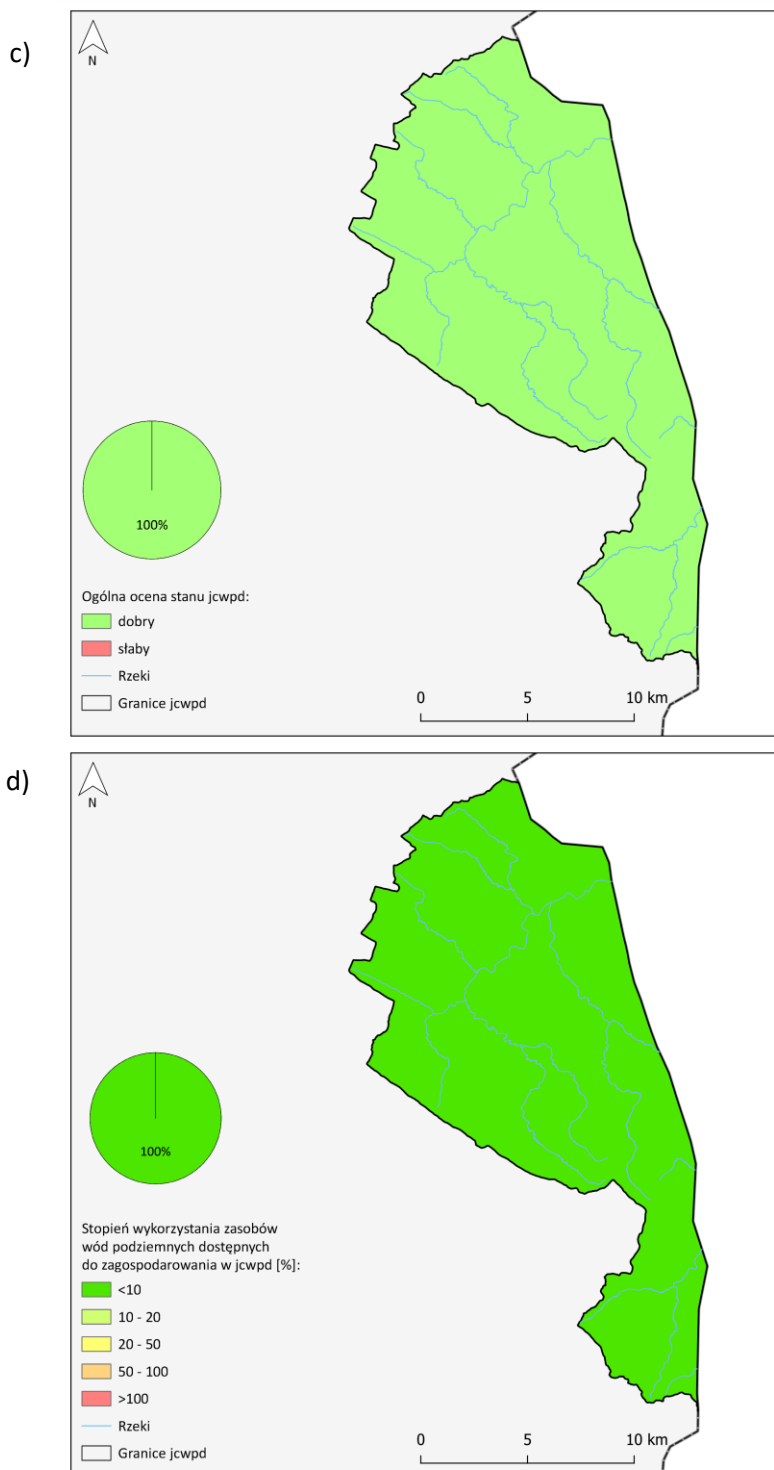 c)
N
100%
Ogólna ocena stanu jcwpd:
dobry
słaby
Rzeki
Granice jcwpd
0 5 10 km
d)
N
100%
Stopień wykorzystania zasobów
wód podziemnych dostępnych
do zagospodarowania w jcwpd [%]:
<10
10 - 20
20 - 50
50 - 100
>100
Rzeki
Granice jcwpd
0 5 10 km